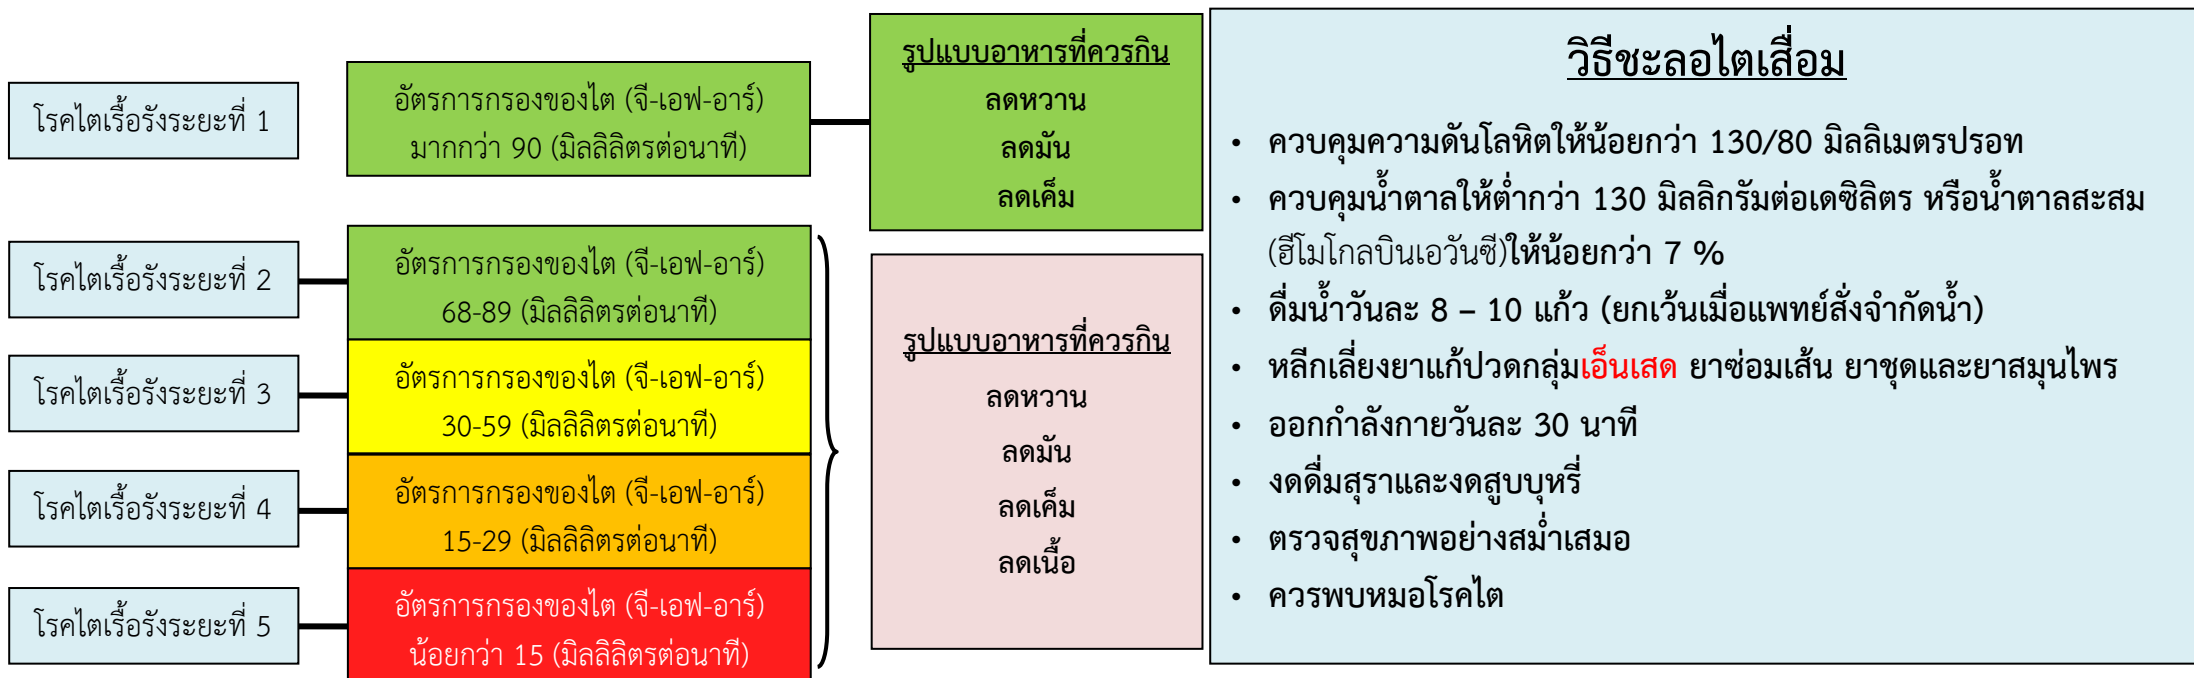 โรคไตเรื้อรังระยะที่ 1
อัตราการกรองของไต (จี-เอฟ-อาร์)
มากกว่า 90 (มิลลิลิตรต่อนาที)
รูปแบบอาหารที่ควรกิน
ลดหวาน
ลดมัน
ลดเค็ม
โรคไตเรื้อรังระยะที่ 2
อัตรการกรองของไต (จี-เอฟ-อาร์)
68-89 (มิลลิลิตรต่อนาที)
โรคไตเรื้อรังระยะที่ 3
อัตรการกรองของไต (จี-เอฟ-อาร์)
30-59 (มิลลิลิตรต่อนาที)
โรคไตเรื้อรังระยะที่ 4
อัตรการกรองของไต (จี-เอฟ-อาร์)
15-29 (มิลลิลิตรต่อนาที)
โรคไตเรื้อรังระยะที่ 5
อัตรการกรองของไต (จี-เอฟ-อาร์)
น้อยกว่า 15 (มิลลิลิตรต่อนาที)
รูปแบบอาหารที่ควรกิน
ลดหวาน
ลดมัน
ลดเค็ม
ลดเนื้อ
วิธีชะลอไตเสื่อม
• ควบคุมความดันโลหิตให้น้อยกว่า 130/80 มิลลิเมตรปรอท
• ควบคุมน้ำตาลให้ต่ำกว่า 130 มิลลิกรัมต่อเดซิลิตร หรือน้ำตาลสะสม
(ฮีโมโกลบินเอวันซี)ให้น้อยกว่า 7 %
• ดื่มน้ำวันละ 8 – 10 แก้ว (ยกเว้นเมื่อแพทย์สั่งจำกัดน้ำ)
• หลีกเลี่ยงยาแก้ปวดกลุ่มเอ็นเสด ยาซ่อมเส้น ยาชุดและยาสมุนไพร
• ออกกำลังกายวันละ 30 นาที
• งดดื่มสุราและงดสูบบุหรี่
• ตรวจสุขภาพอย่างสม่ำเสมอ
• ควรพบหมอโรคไต